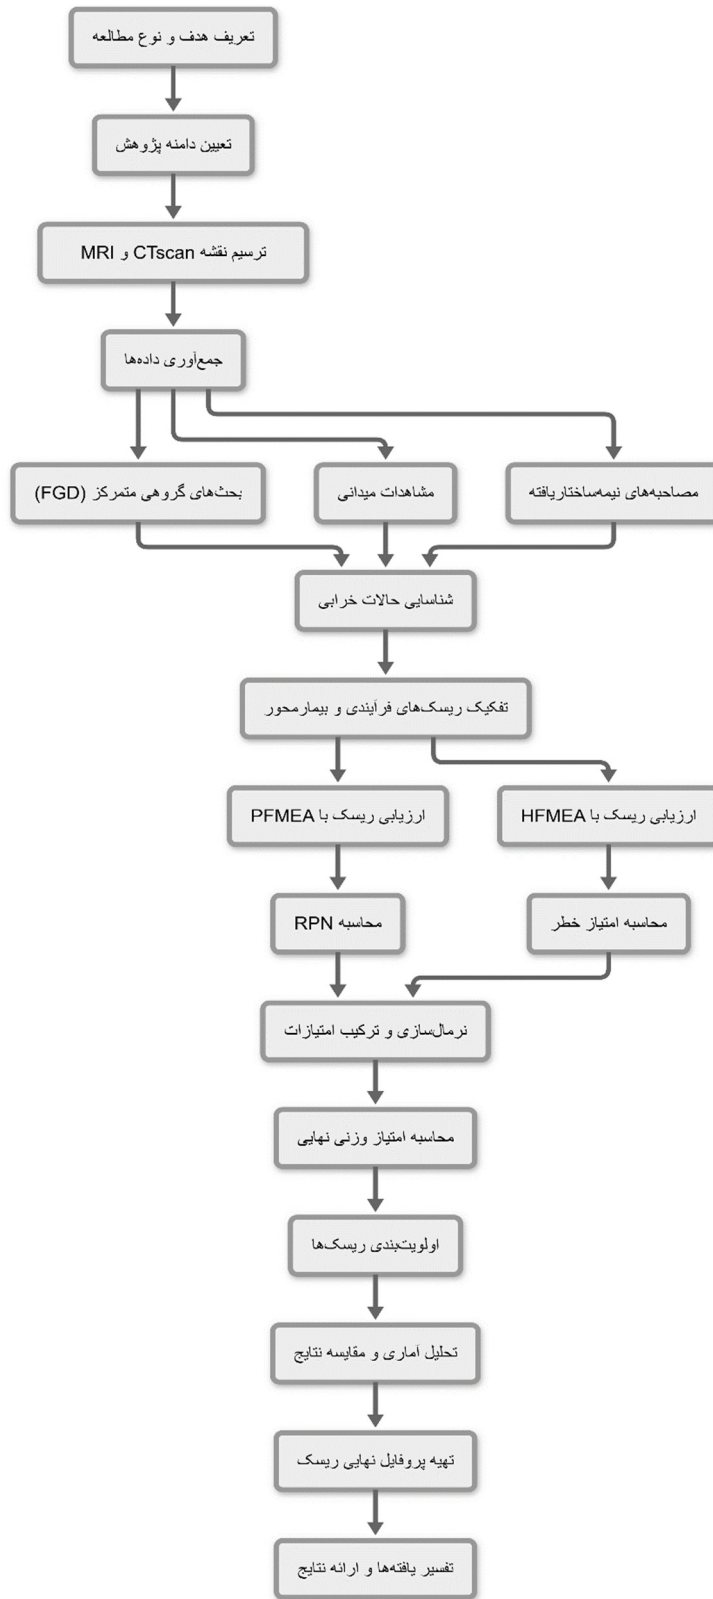 تعریف هدف و نوع مطالعه
تعیین دامنه پژوهش
ترسیم نقشه CTscan و MRI
جمع‌آوری داده‌ها
مصاحبه‌های نیمه‌ساختاریافته
مشاهدات میدانی
بحث‌های گروهی متمرکز (FGD)
شناسایی حالات خرابی
تفکیک ریسک‌های فرآیندی و بیمارمحور
ارزیابی ریسک با HFMEA
ارزیابی ریسک با PFMEA
محاسبه امتیاز خطر
محاسبه RPN
نرمال‌سازی و ترکیب امتیازات
محاسبه امتیاز وزنی نهایی
اولویت‌بندی ریسک‌ها
تحلیل آماری و مقایسه نتایج
تهیه پروفایل نهایی ریسک
تفسیر یافته‌ها و ارائه نتایج